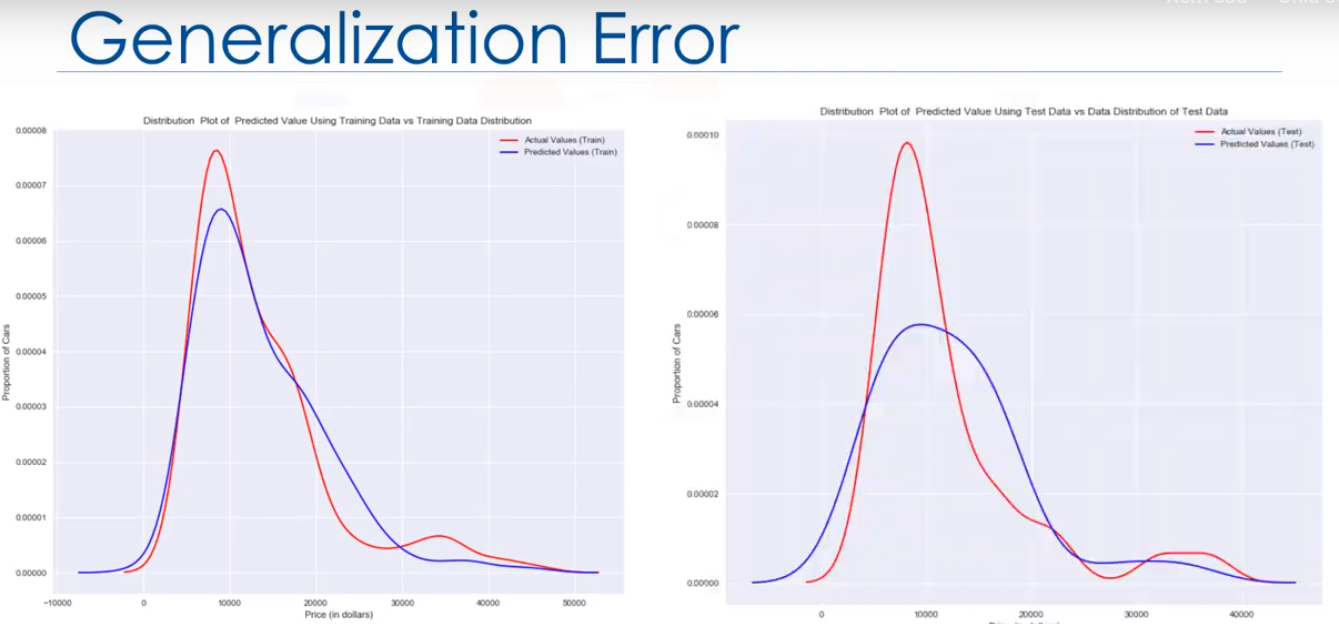 Generalization Error
Distribution Plot of Predicted Value Using Training Data vs Training Data Distribution
Actual Values (Train)
Predicted Values (Train)
0.00008
0.00007
0.00006
0.00005
0.00004
0.00003
0.00002
0.00001
0.00000
Proportion of Cars
−10000 0 10000 20000 30000 40000 50000
Price (in dollars)
Distribution Plot of Predicted Value Using Test Data vs Data Distribution of Test Data
Actual Values (Test)
Predicted Values (Test)
0.00010
0.00008
0.00006
0.00004
0.00002
0.00000
Proportion of Cars
0 10000 20000 30000 40000